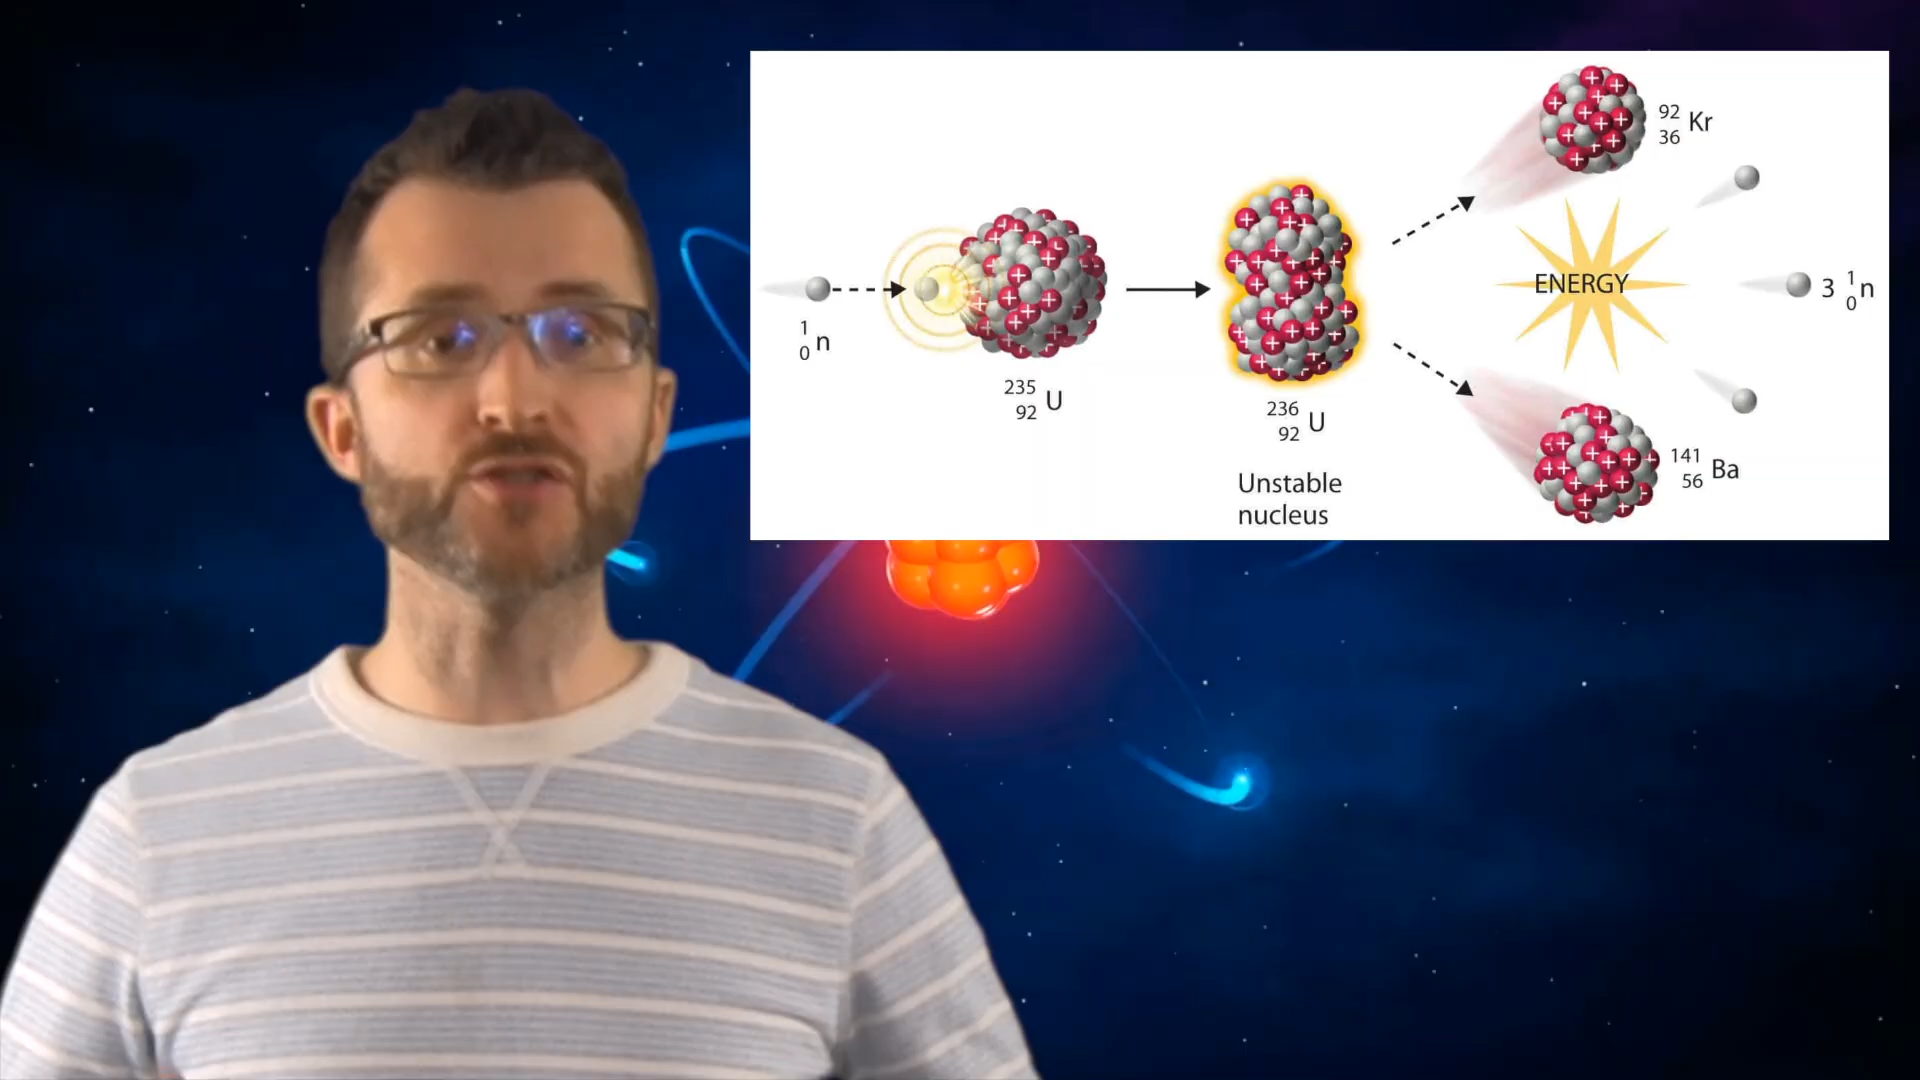 1
0 n
235
92 U
236
92 U
Unstable
nucleus
92
36 Kr
ENERGY
3 1
0 n
141
56 Ba